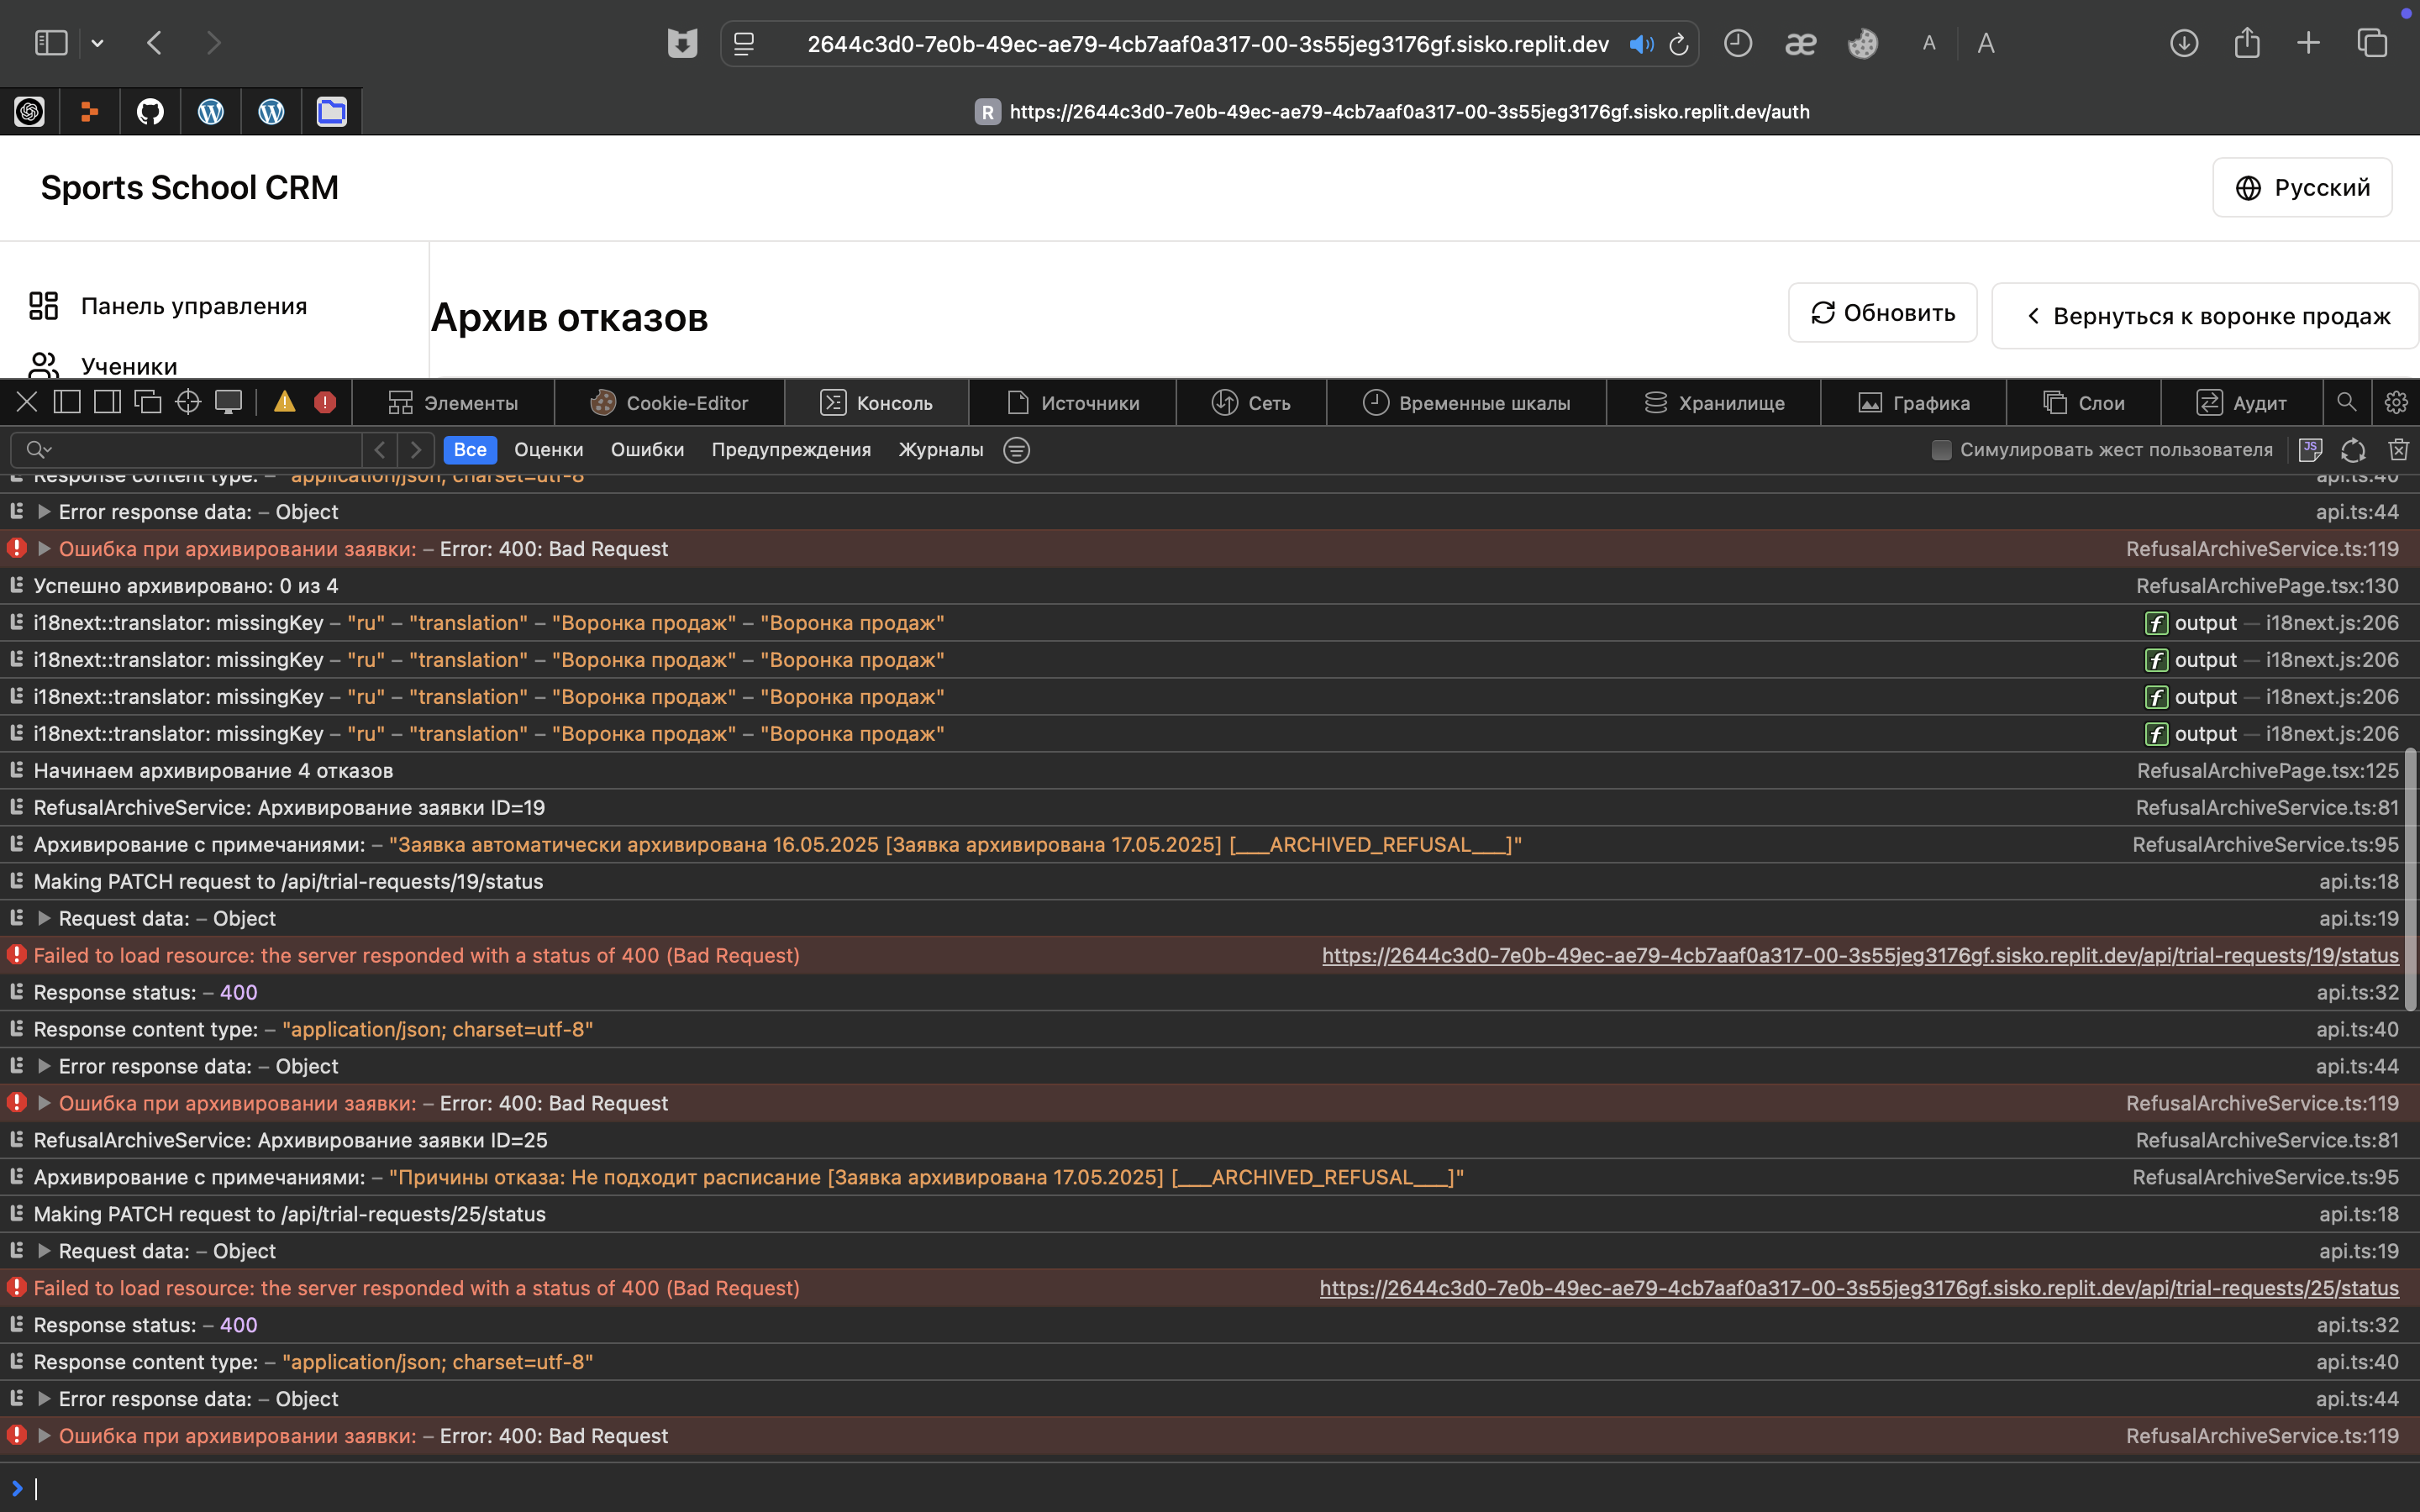 2644c3d0-7e0b-49ec-ae79-4cb7aaf0a317-00-3s55jeg3176gf.sisko.replit.dev
æ
A
A
R https://2644c3d0-7e0b-49ec-ae79-4cb7aaf0a317-00-3s55jeg3176gf.sisko.replit.dev/auth
Sports School CRM
Русский
Панель управления
Ученики
Архив отказов
Обновить
Вернуться к воронке продаж
Элементы Cookie-Editor Консоль Источники Сеть Временные шкалы Хранилище Графика Слои Аудит
Все Оценки Ошибки Предупреждения Журналы Симулировать жест пользователя JS
Response content type: – "application/json; charset=utf-8" api.ts:40
Error response data: – Object api.ts:44
Ошибка при архивировании заявки: – Error: 400: Bad Request RefusalArchiveService.ts:119
Успешно архивировано: 0 из 4 RefusalArchivePage.tsx:130
i18next::translator: missingKey – "ru" – "translation" – "Воронка продаж" – "Воронка продаж" f output — i18next.js:206
i18next::translator: missingKey – "ru" – "translation" – "Воронка продаж" – "Воронка продаж" f output — i18next.js:206
i18next::translator: missingKey – "ru" – "translation" – "Воронка продаж" – "Воронка продаж" f output — i18next.js:206
i18next::translator: missingKey – "ru" – "translation" – "Воронка продаж" – "Воронка продаж" f output — i18next.js:206
Начинаем архивирование 4 отказов RefusalArchivePage.tsx:125
RefusalArchiveService: Архивирование заявки ID=19 RefusalArchiveService.ts:81
Архивирование с примечаниями: – "Заявка автоматически архивирована 16.05.2025 [Заявка архивирована 17.05.2025] [___ARCHIVED_REFUSAL___]" RefusalArchiveService.ts:95
Making PATCH request to /api/trial-requests/19/status api.ts:18
Request data: – Object api.ts:19
Failed to load resource: the server responded with a status of 400 (Bad Request) https://2644c3d0-7e0b-49ec-ae79-4cb7aaf0a317-00-3s55jeg3176gf.sisko.replit.dev/api/trial-requests/19/status
Response status: – 400 api.ts:32
Response content type: – "application/json; charset=utf-8" api.ts:40
Error response data: – Object api.ts:44
Ошибка при архивировании заявки: – Error: 400: Bad Request RefusalArchiveService.ts:119
RefusalArchiveService: Архивирование заявки ID=25 RefusalArchiveService.ts:81
Архивирование с примечаниями: – "Причины отказа: Не подходит расписание [Заявка архивирована 17.05.2025] [___ARCHIVED_REFUSAL___]" RefusalArchiveService.ts:95
Making PATCH request to /api/trial-requests/25/status api.ts:18
Request data: – Object api.ts:19
Failed to load resource: the server responded with a status of 400 (Bad Request) https://2644c3d0-7e0b-49ec-ae79-4cb7aaf0a317-00-3s55jeg3176gf.sisko.replit.dev/api/trial-requests/25/status
Response status: – 400 api.ts:32
Response content type: – "application/json; charset=utf-8" api.ts:40
Error response data: – Object api.ts:44
Ошибка при архивировании заявки: – Error: 400: Bad Request RefusalArchiveService.ts:119